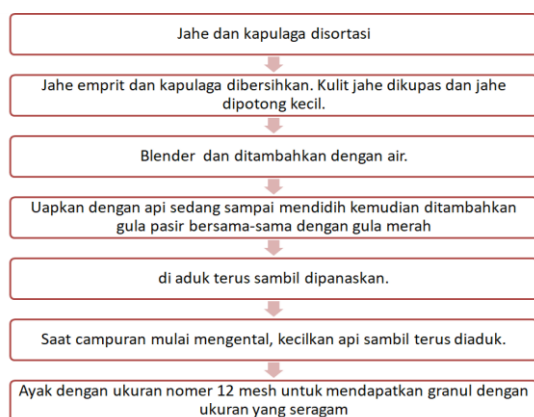 Jahe dan kapulaga disortasi
Jahe emprit dan kapulaga dibersihkan. Kulit jahe dikupas dan jahe
dipotong kecil.
Blender dan ditambahkan dengan air.
Uapkan dengan api sedang sampai mendidih kemudian ditambahkan
gula pasir bersama-sama dengan gula merah
di aduk terus sambil dipanaskan.
Saat campuran mulai mengental, kecilkan api sambil terus diaduk.
Ayak dengan ukuran nomer 12 mesh untuk mendapatkan granul dengan
ukuran yang seragam